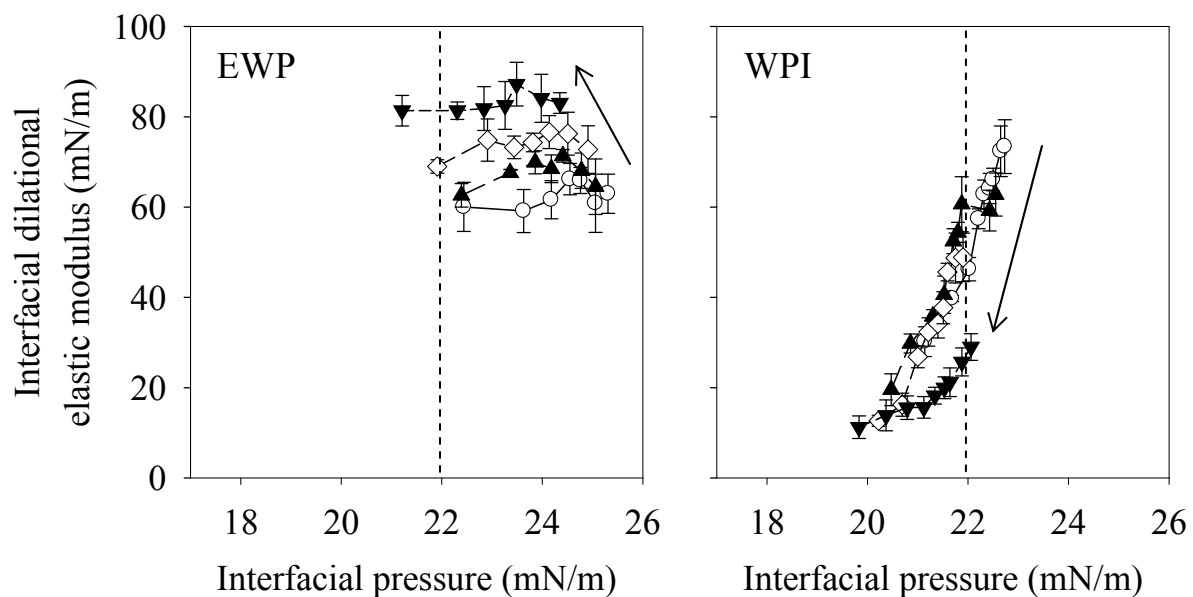 Interfacial dilational
elastic modulus (mN/m)
100
80
60
40
20
0
EWP
18 20 22 24 26
Interfacial pressure (mN/m)
WPI
18 20 22 24 26
Interfacial pressure (mN/m)